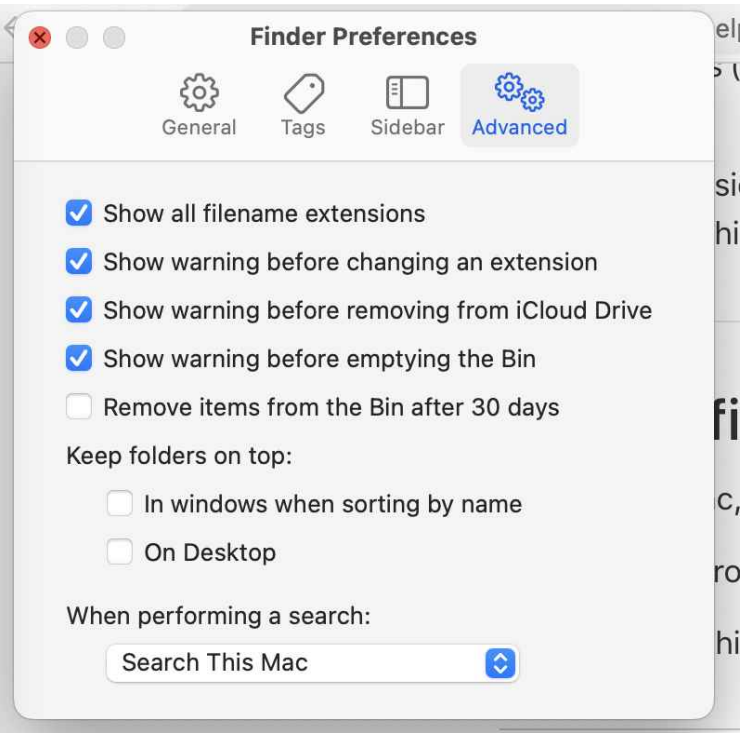 Finder Preferences
General
Tags
Sidebar
Advanced
Show all filename extensions
Show warning before changing an extension
Show warning before removing from iCloud Drive
Show warning before emptying the Bin
Remove items from the Bin after 30 days
Keep folders on top:
In windows when sorting by name
On Desktop
When performing a search:
Search This Mac